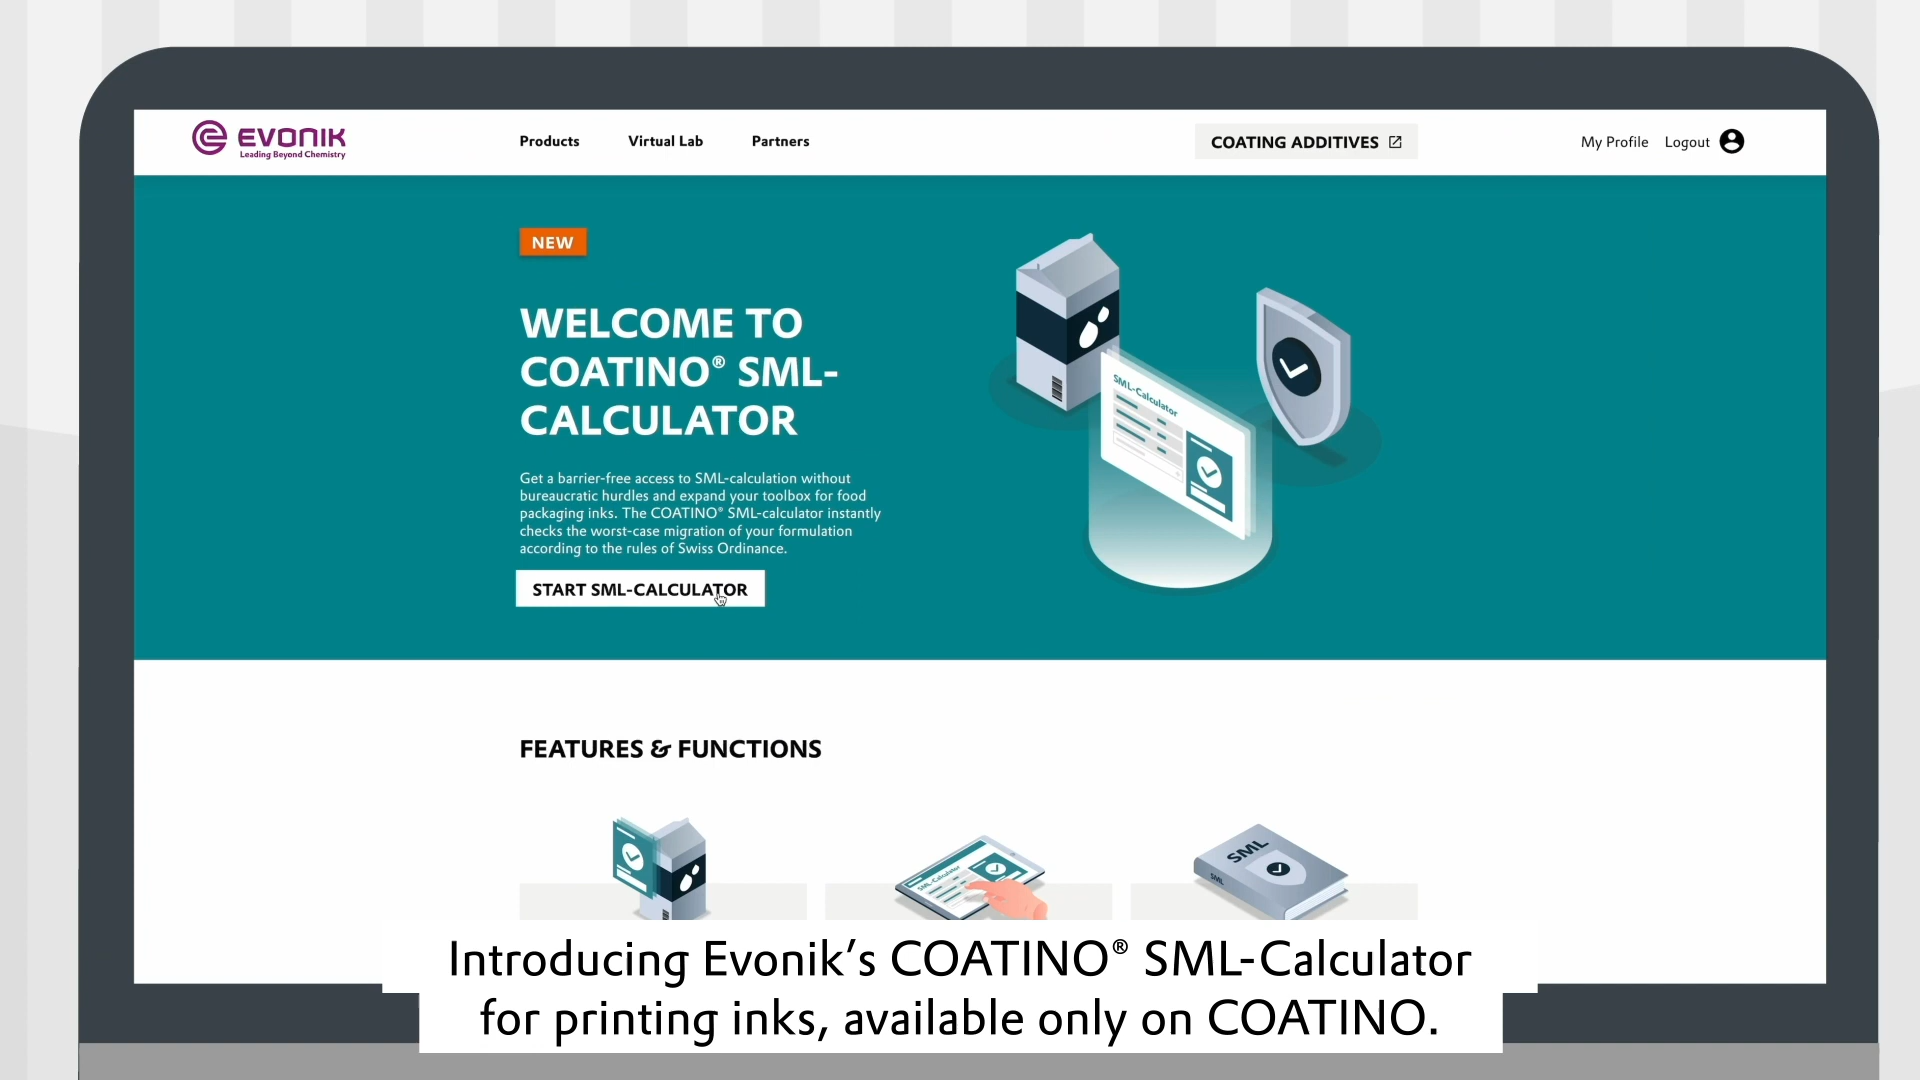 EVONIK
Leading Beyond Chemistry
Products
Virtual Lab
Partners
COATING ADDITIVES
My Profile
Logout
NEW
WELCOME TO
COATINO® SML-
CALCULATOR
Get a barrier-free access to SML-calculation without
bureaucratic hurdles and expand your toolbox for food
packaging inks. The COATINO® SML-calculator instantly
checks the worst-case migration of your formulation
according to the rules of Swiss Ordinance.
START SML-CALCULATOR
SML-Calculator
FEATURES & FUNCTIONS
SML-Calculator
SML
SML
Introducing Evonik’s COATINO® SML-Calculator
for printing inks, available only on COATINO.